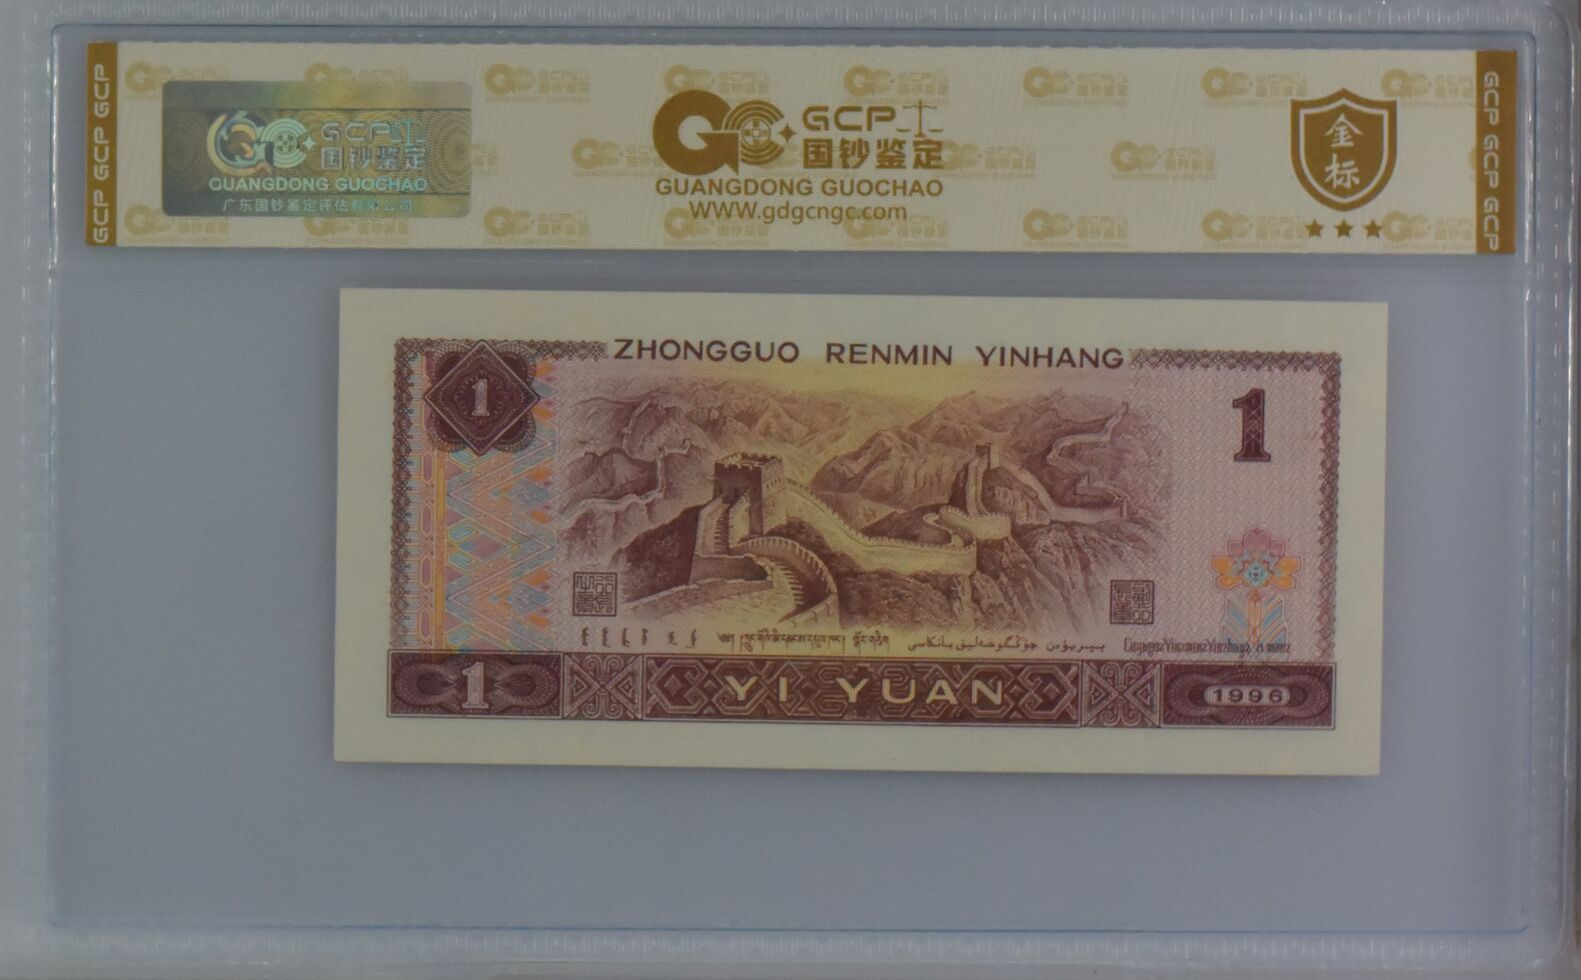 GCP GCP GCP
GCP
国钞鉴定
GUANGDONG GUOCHAO
广东国钞鉴定评估有限公司
GCP
国钞鉴定
GUANGDONG GUOCHAO
WWW.gdgcngc.com
金标
GCP GCP GCP
ZHONGGUO RENMIN YINHANG
1
1
1
YI YUAN
1996